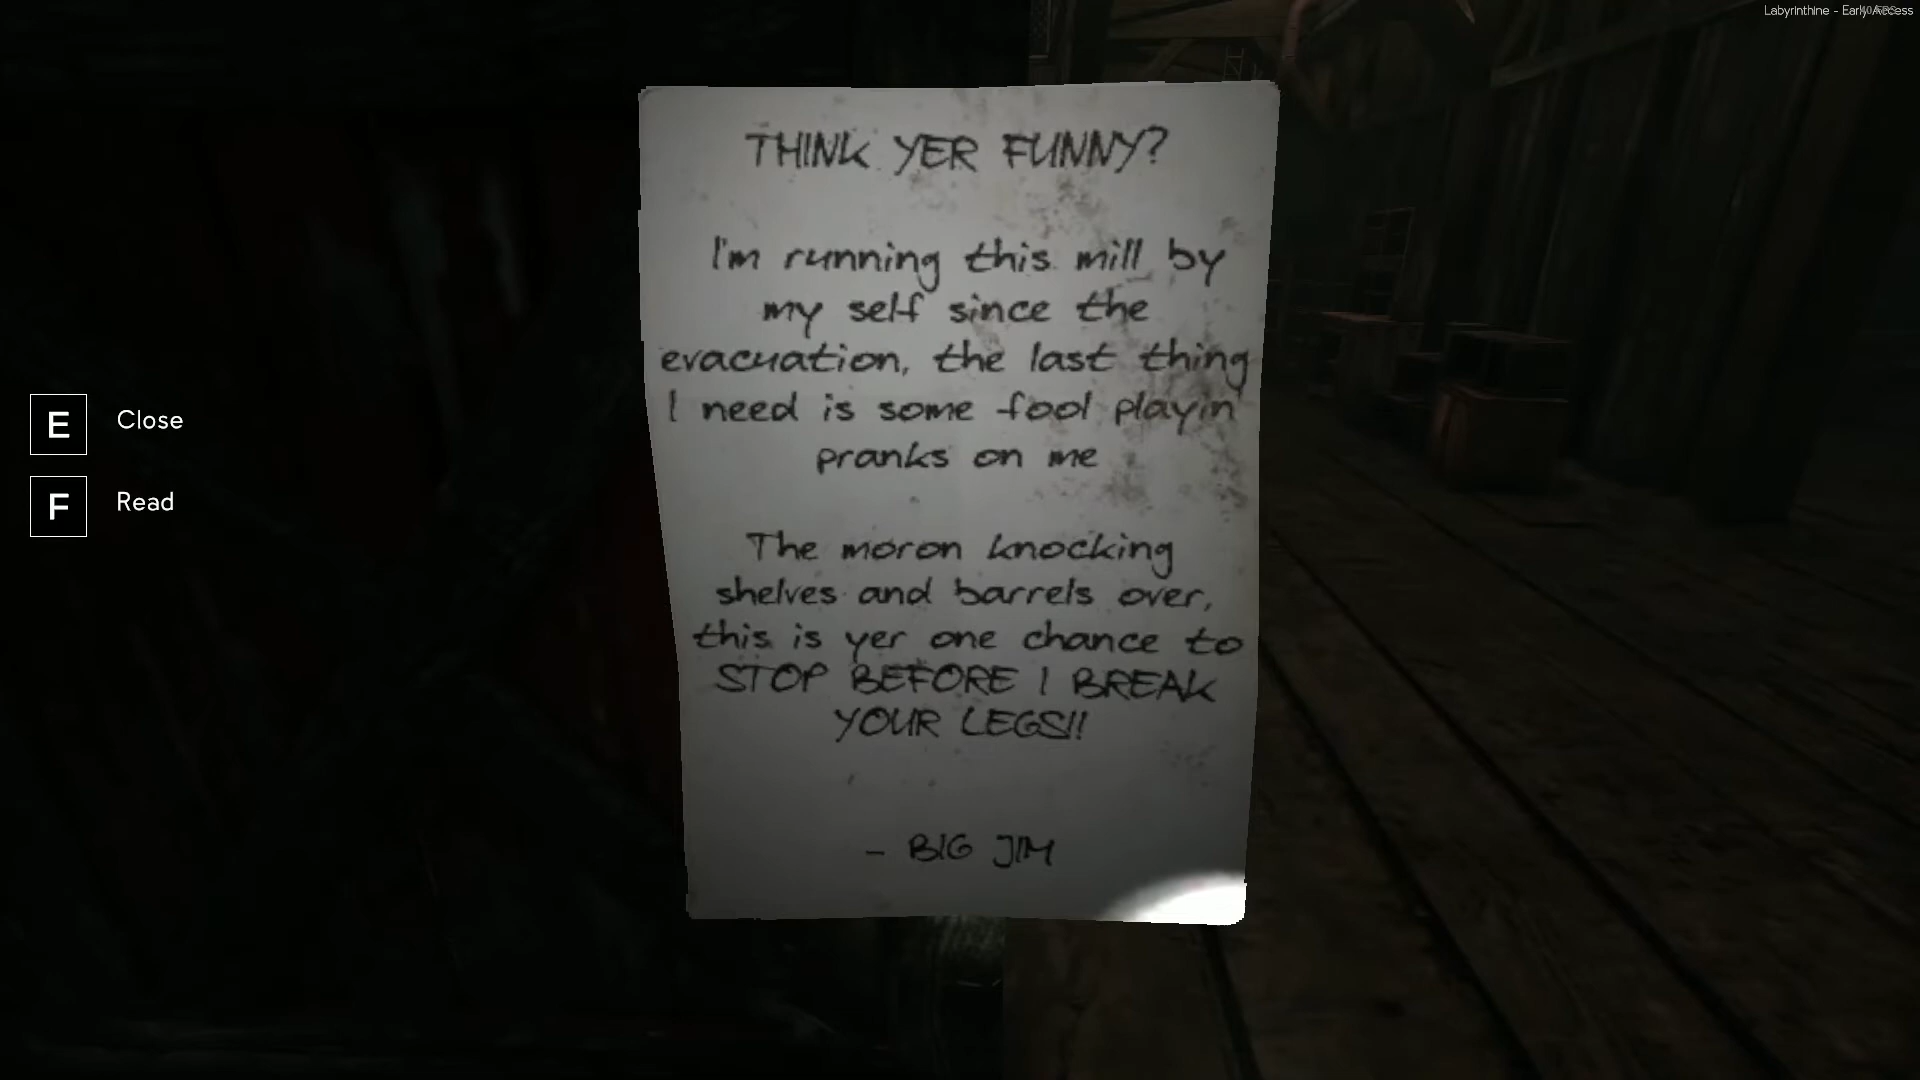 Labyrinthine - Early Access
THINK YER FUNNY?
I'm running this mill by
my self since the
evacuation, the last thing
I need is some fool playin
pranks on me
The moron knocking
shelves and barrels over,
this is yer one chance to
STOP BEFORE I BREAK
YOUR LEGS!!
- BIG JIM
E Close
F Read